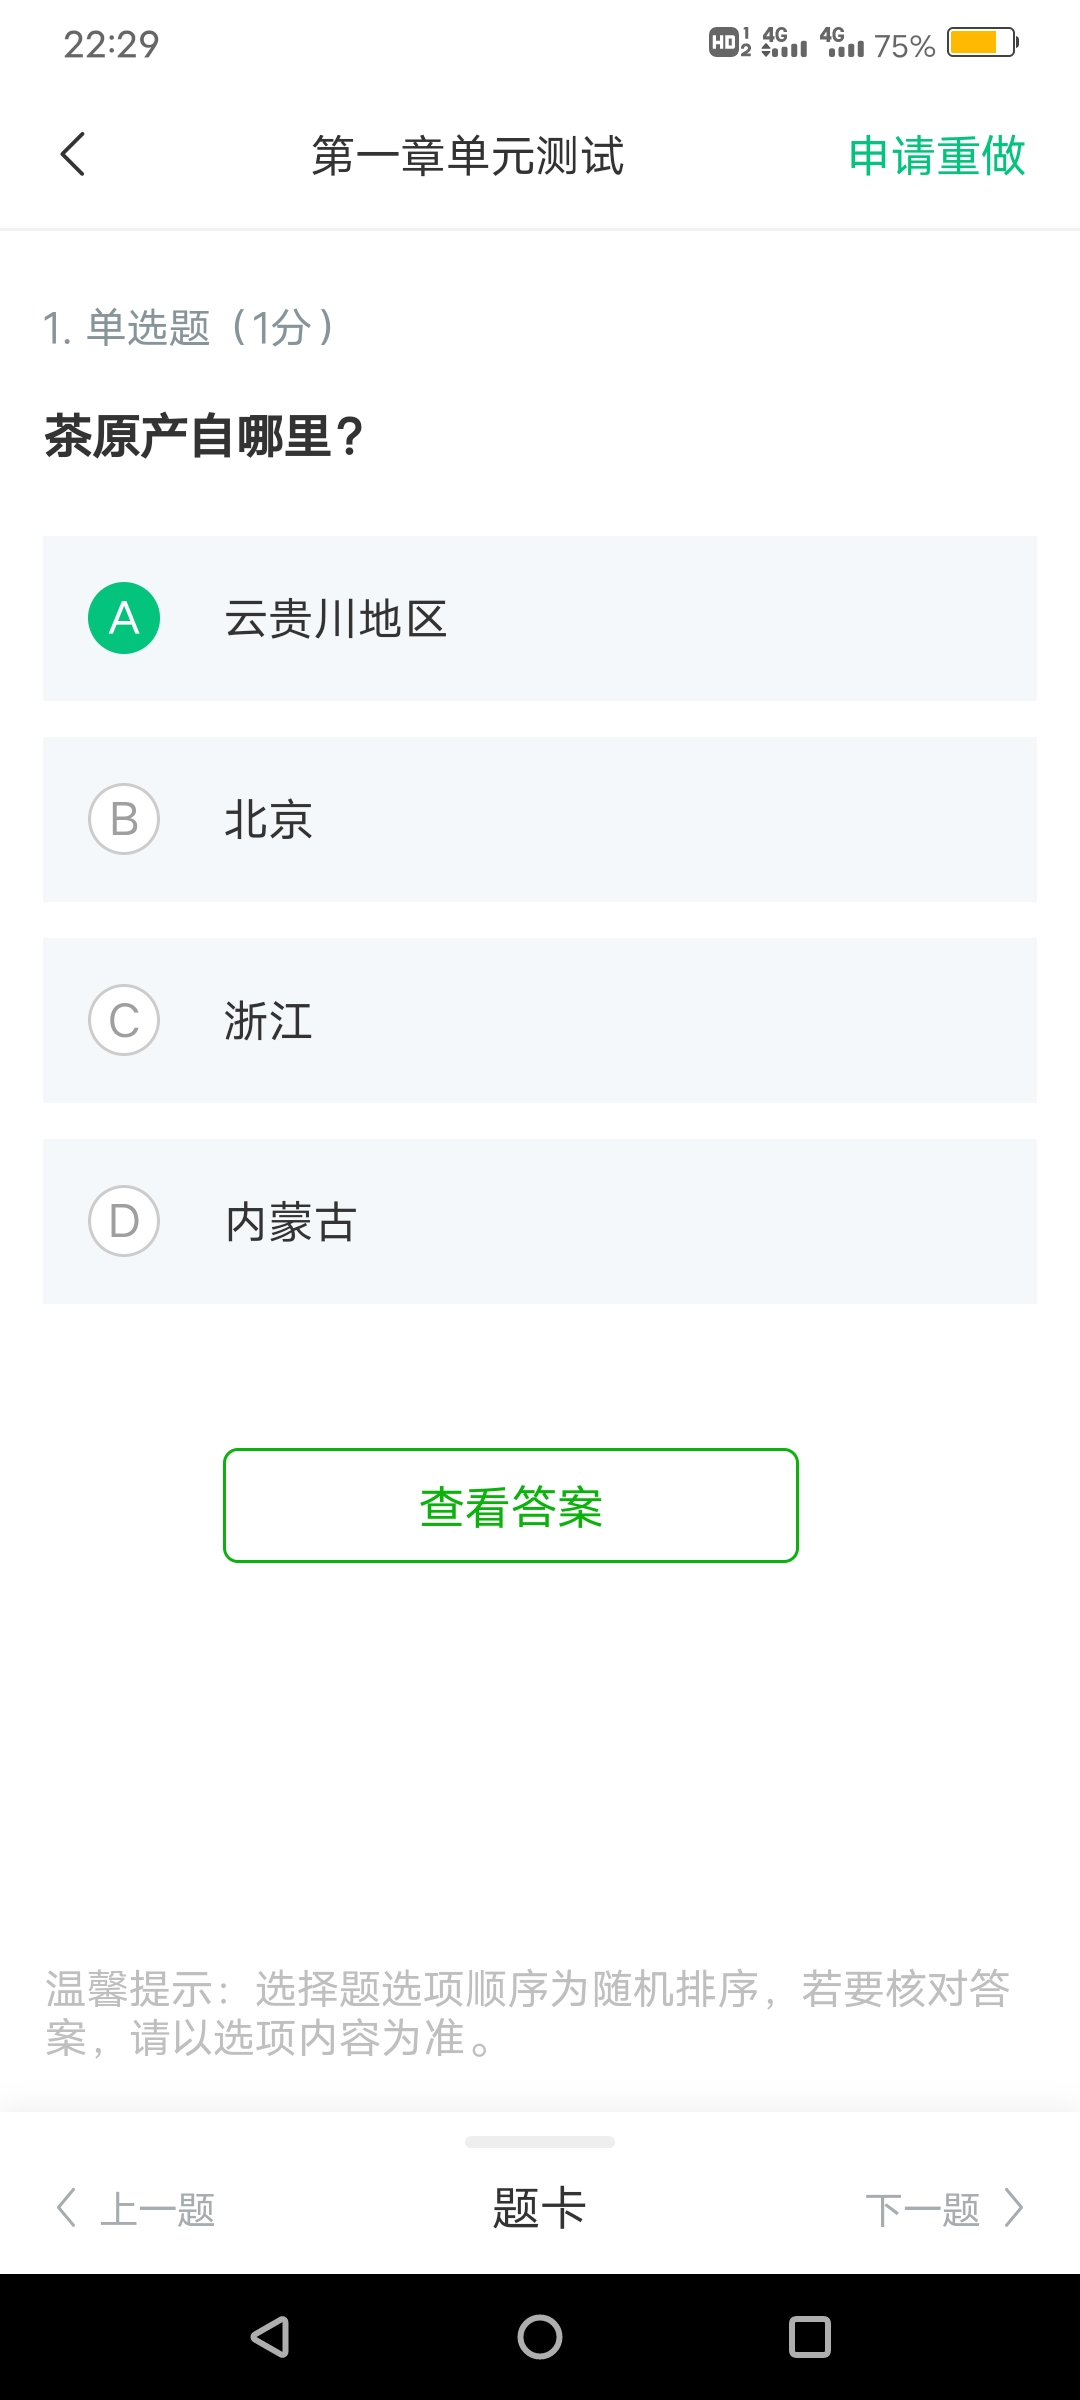 22:29
HD 1 2 4G 4G 75%
第一章单元测试
申请重做
1. 单选题（1分）
茶原产自哪里？
A 云贵川地区
B 北京
C 浙江
D 内蒙古
查看答案
温馨提示：选择题选项顺序为随机排序，若要核对答
案，请以选项内容为准。
上一题
题卡
下一题